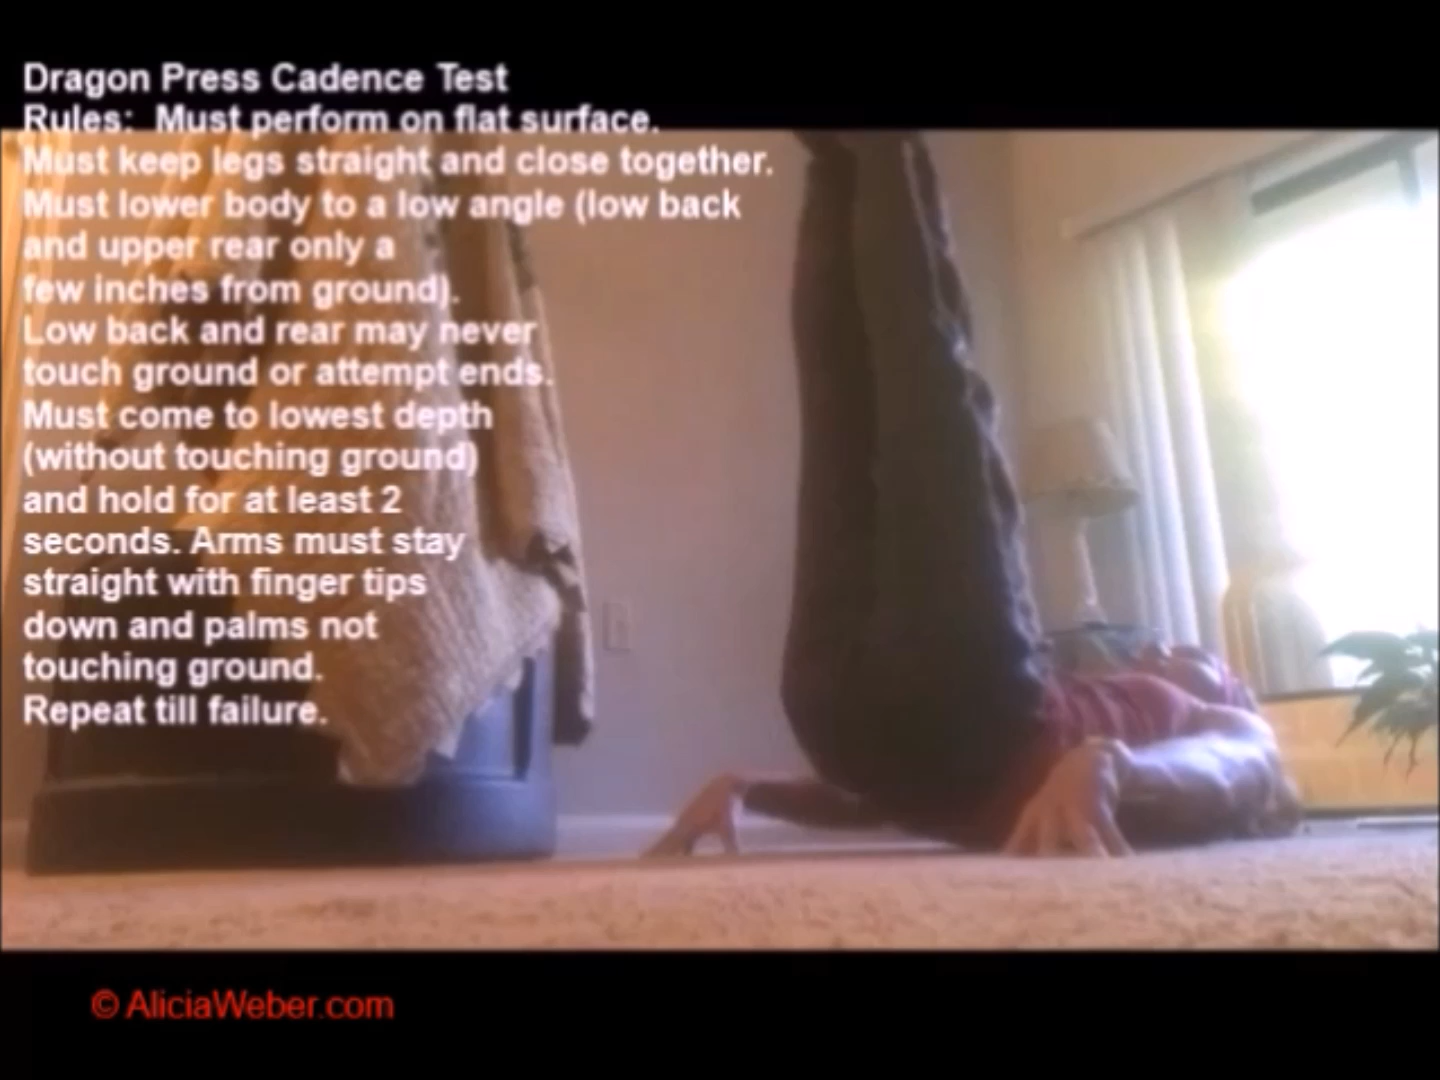 Dragon Press Cadence Test
Rules:  Must perform on flat surface.
Must keep legs straight and close together.
Must lower body to a low angle (low back
and upper rear only a
few inches from ground).
Low back and rear may never
touch ground or attempt ends.
Must come to lowest depth
(without touching ground)
and hold for at least 2
seconds. Arms must stay
straight with finger tips
down and palms not
touching ground.
Repeat till failure.
© AliciaWeber.com